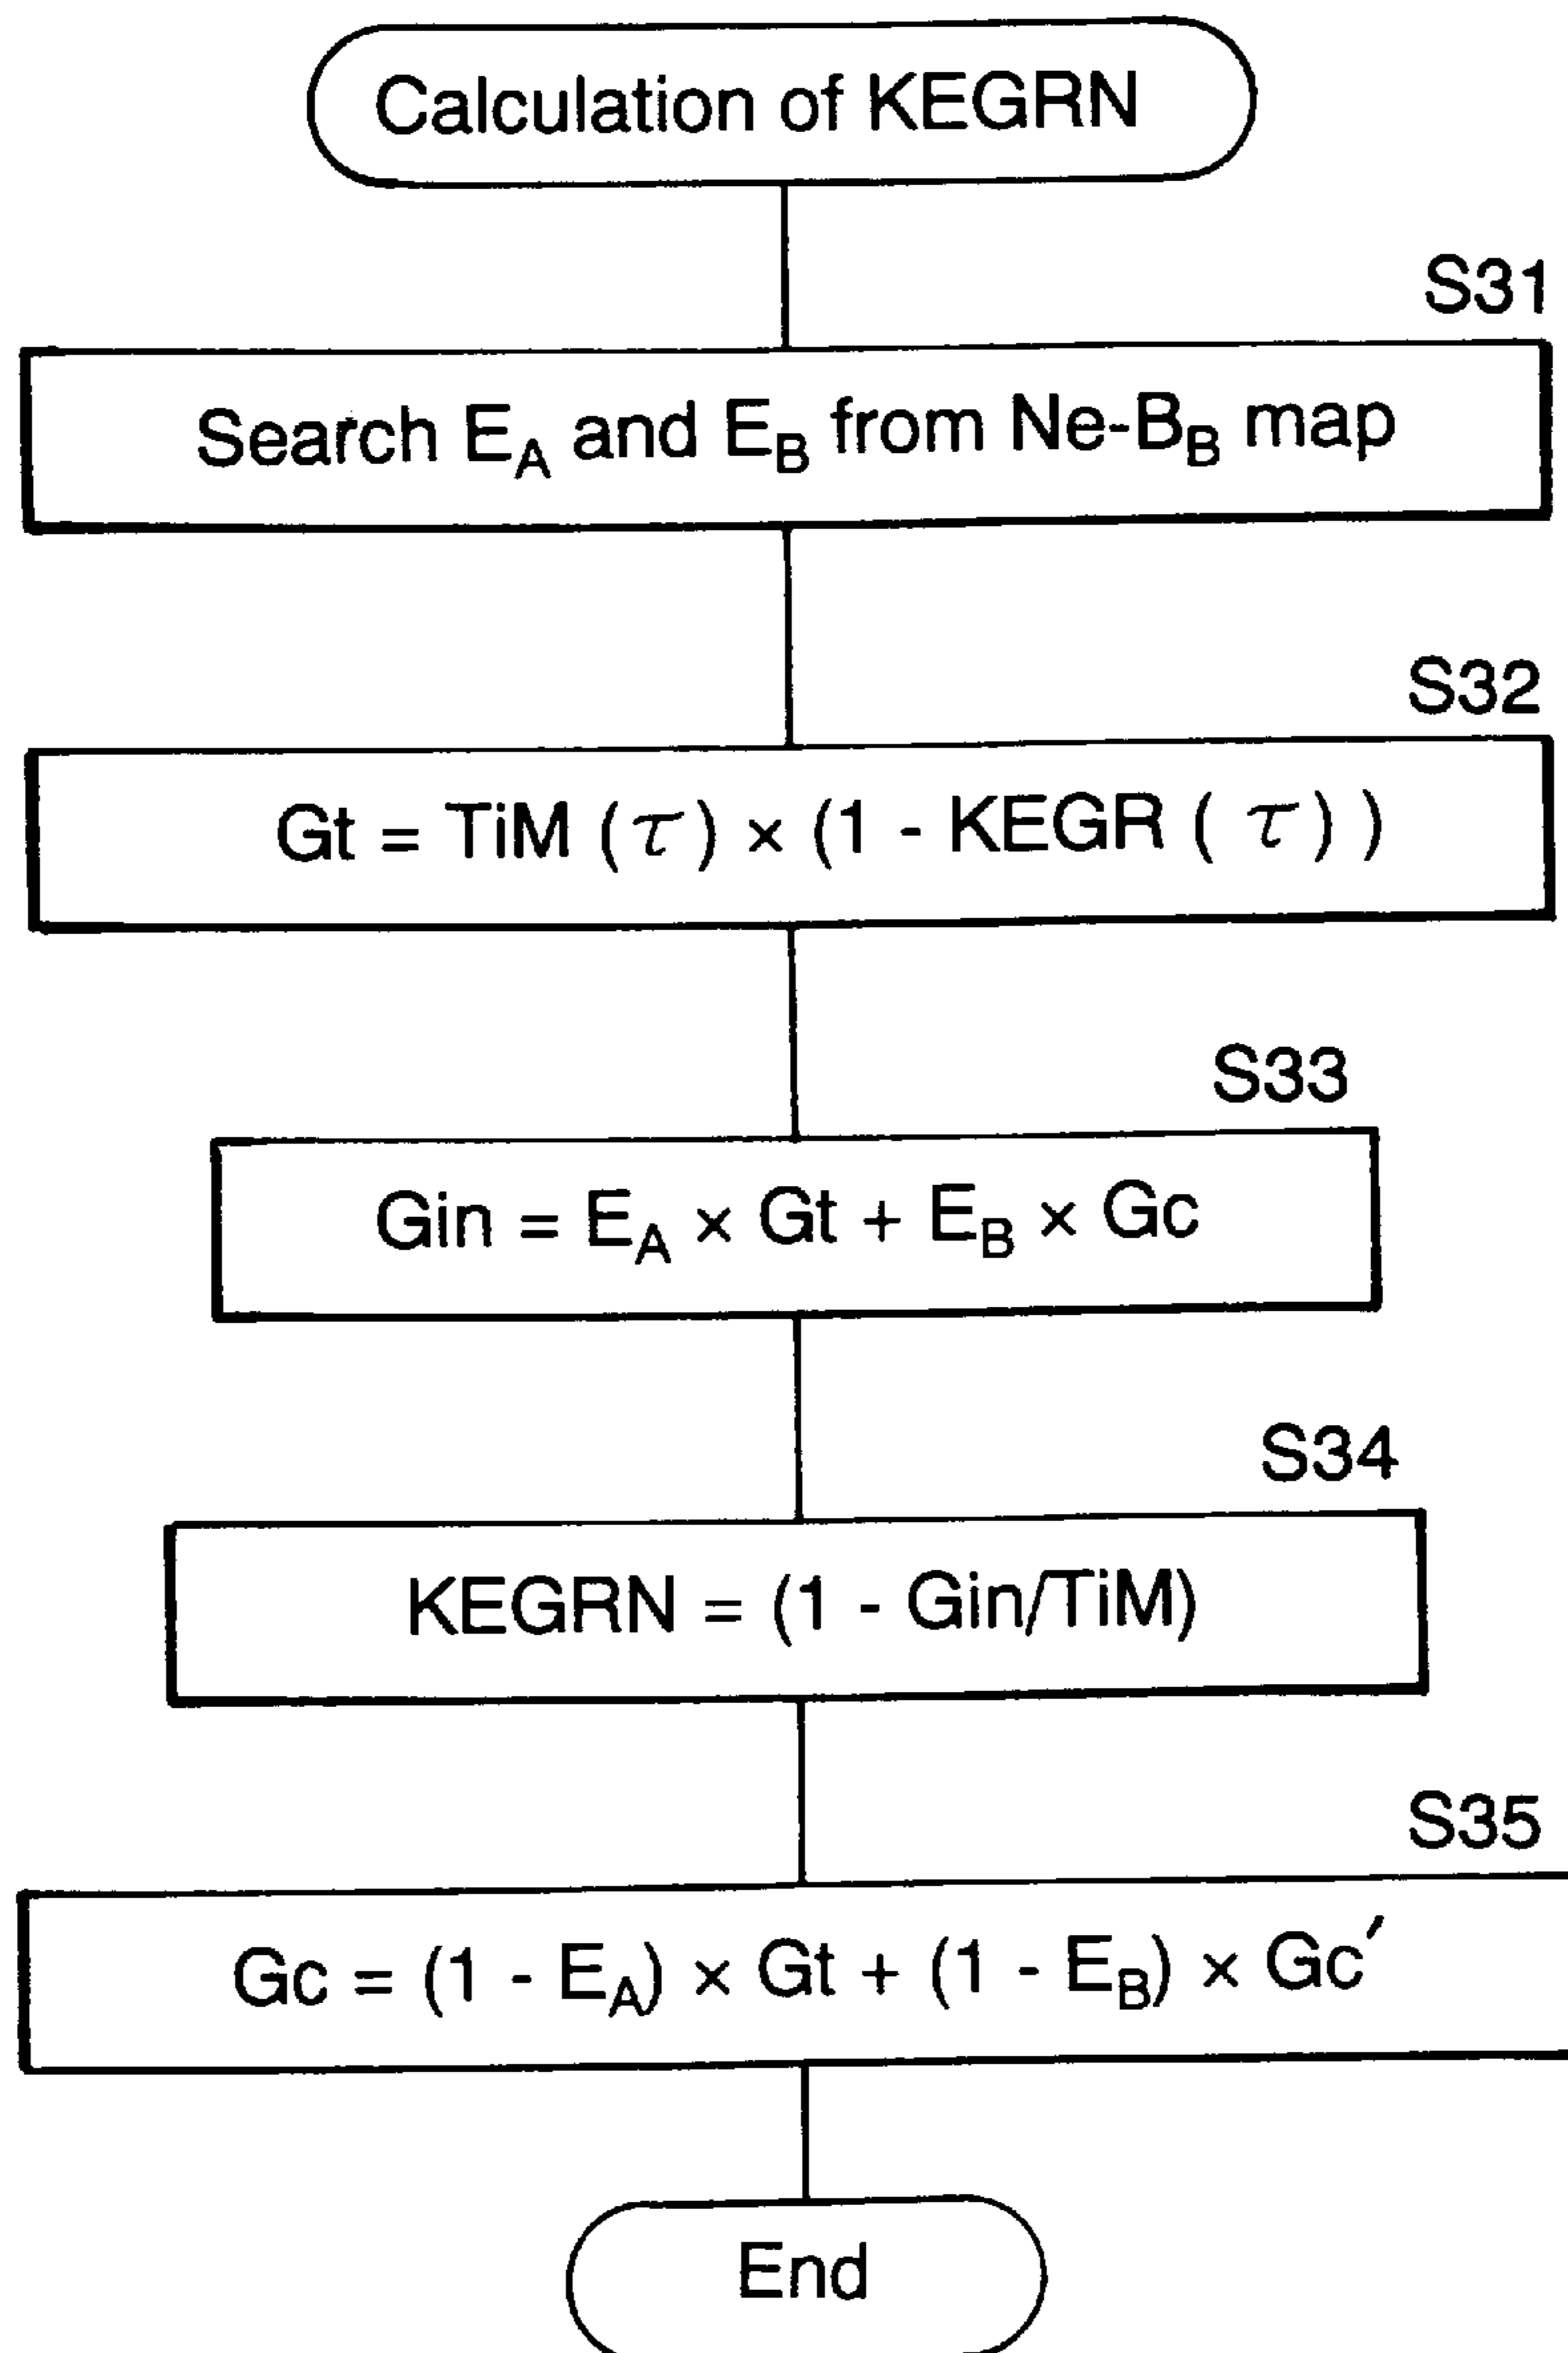 Calculation of KEGRN
S31
Search E_A and E_B from Ne-B_B map
S32
Gt = TiM (τ) × (1 - KEGR (τ) )
S33
Gin = E_A × Gt + E_B × Gc
S34
KEGRN = (1 - Gin/TiM)
S35
Gc = (1 - E_A) × Gt + (1 - E_B) × Gc′
End